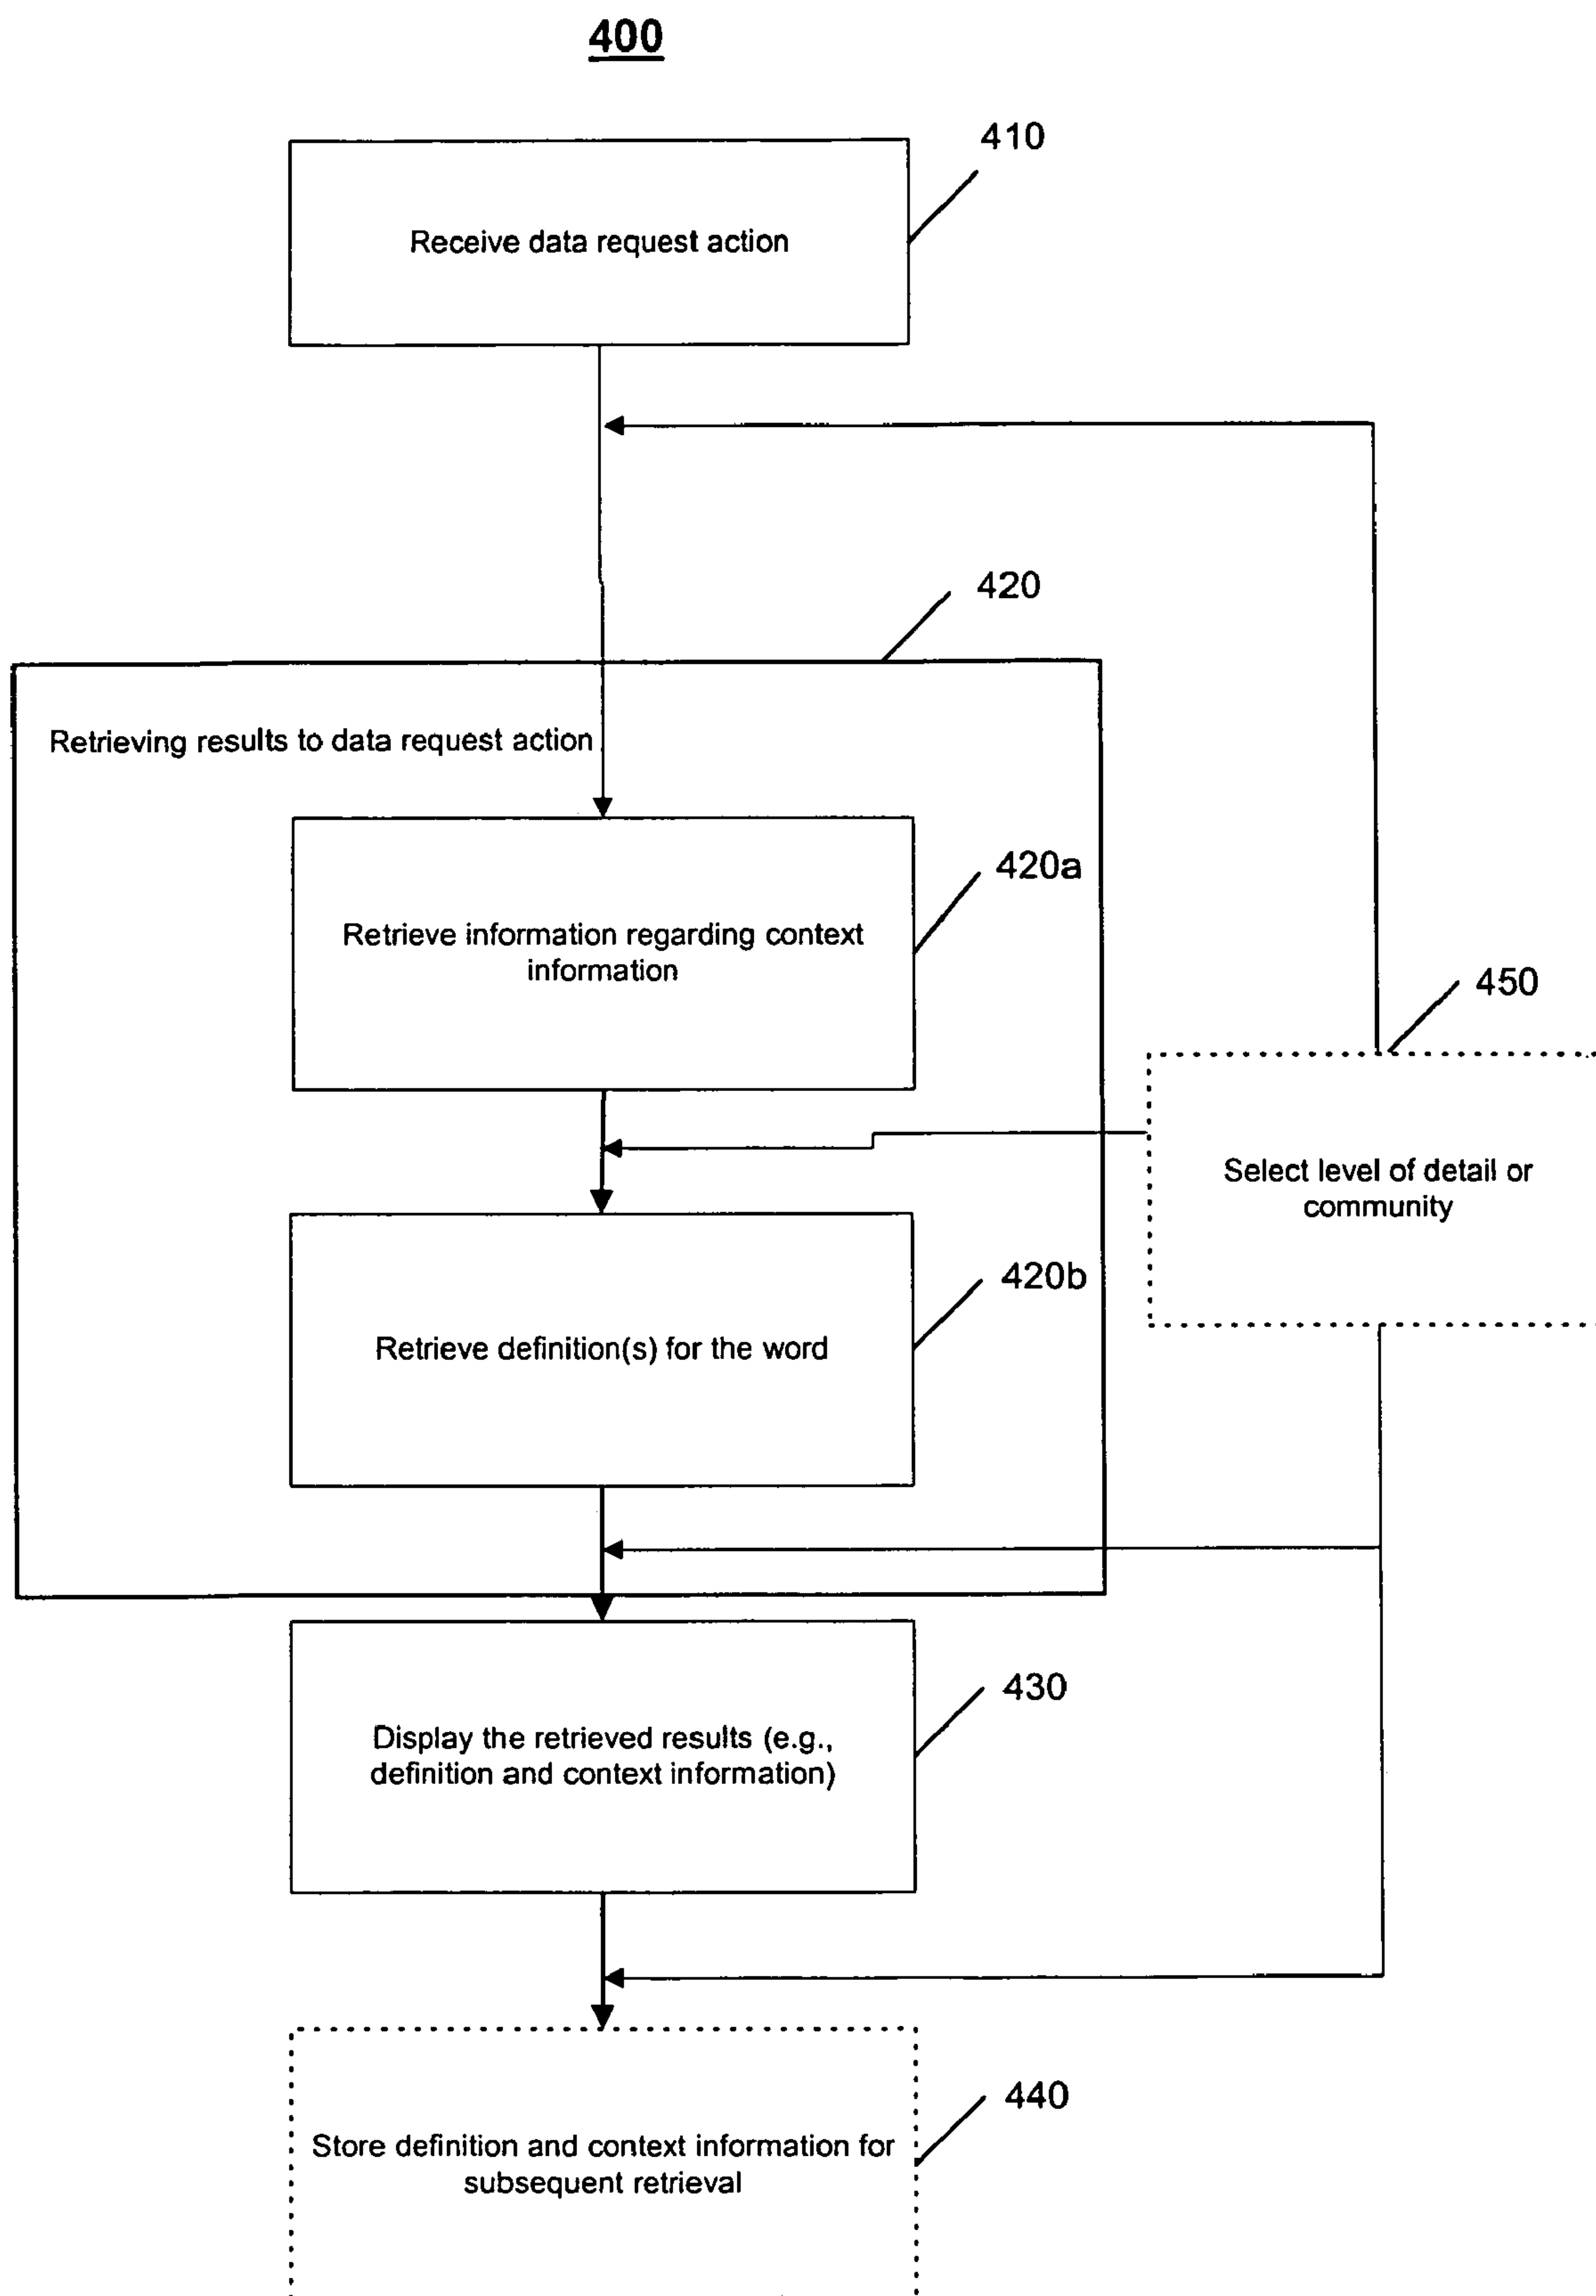 400
410
Receive data request action
420
Retrieving results to data request action
420a
Retrieve information regarding context
information
450
Select level of detail or
community
420b
Retrieve definition(s) for the word
430
Display the retrieved results (e.g.,
definition and context information)
440
Store definition and context information for
subsequent retrieval